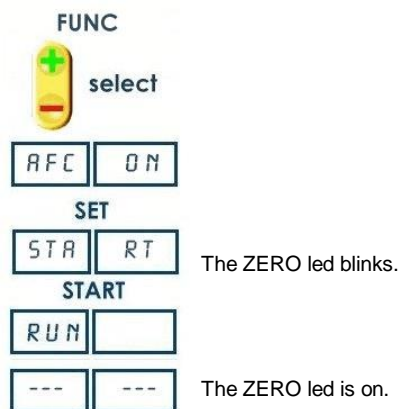 FUNC
+
select
-
AFC ON
SET
STA RT
The ZERO led blinks.
START
RUN
--- ---
The ZERO led is on.